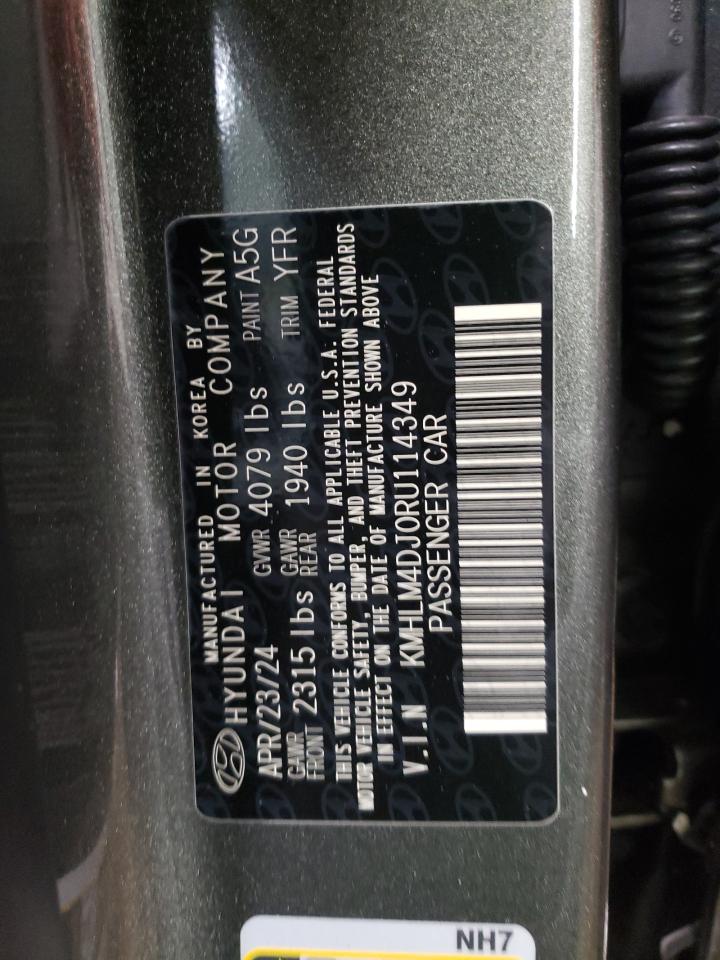 MANUFACTURED IN KOREA BY
HYUNDAI MOTOR COMPANY
APR/23/24 GVWR 4079 lbs PAINT A5G
GAWR FRONT 2315 lbs GAWR REAR 1940 lbs TRIM YFR
THIS VEHICLE CONFORMS TO ALL APPLICABLE U.S.A. FEDERAL
MOTOR VEHICLE SAFETY, BUMPER, AND THEFT PREVENTION STANDARDS
IN EFFECT ON THE DATE OF MANUFACTURE SHOWN ABOVE
V.I.N KMHLM4DJ0RU114349
PASSENGER CAR
NH7